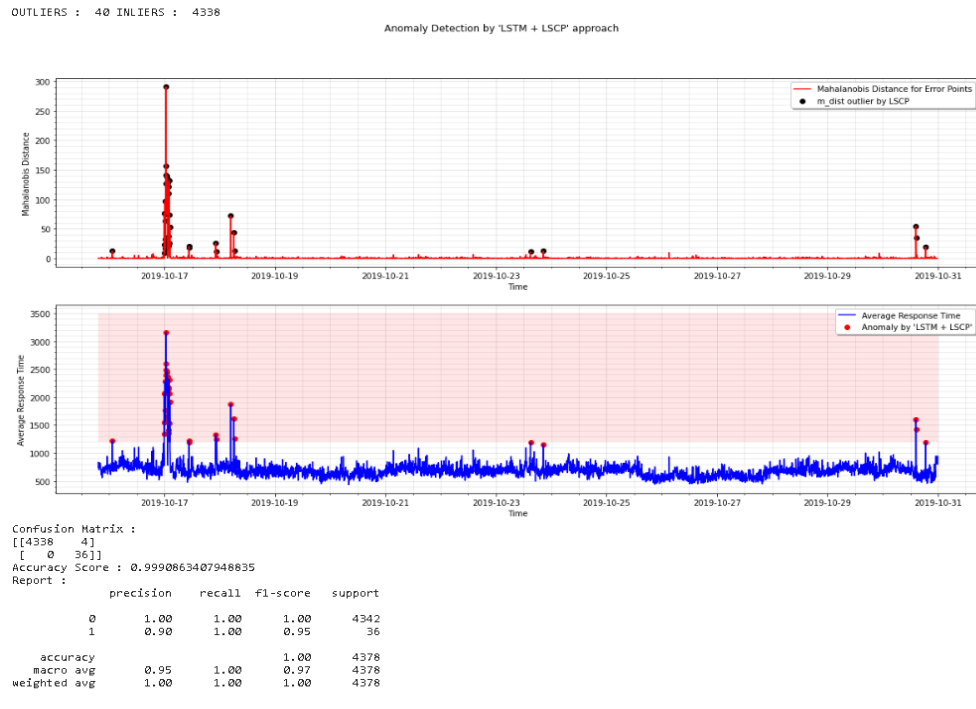 OUTLIERS :  40 INLIERS :  4338
Anomaly Detection by 'LSTM + LSCP' approach
Mahalanobis Distance for Error Points
m_dist outlier by LSCP
300
250
200
150
100
50
0
Mahalanobis Distance
2019-10-17 2019-10-19 2019-10-21 2019-10-23 2019-10-25 2019-10-27 2019-10-29 2019-10-31
Time
Average Response Time
Anomaly by 'LSTM + LSCP'
3500
3000
2500
2000
1500
1000
500
Average Response Time
2019-10-17 2019-10-19 2019-10-21 2019-10-23 2019-10-25 2019-10-27 2019-10-29 2019-10-31
Time
Confusion Matrix :
[[4338    4]
 [   0   36]]
Accuracy Score : 0.9990863407948835
Report :
              precision    recall  f1-score   support
           0       1.00      1.00      1.00      4342
           1       0.90      1.00      0.95        36
    accuracy                           1.00      4378
   macro avg       0.95      1.00      0.97      4378
weighted avg       1.00      1.00      1.00      4378